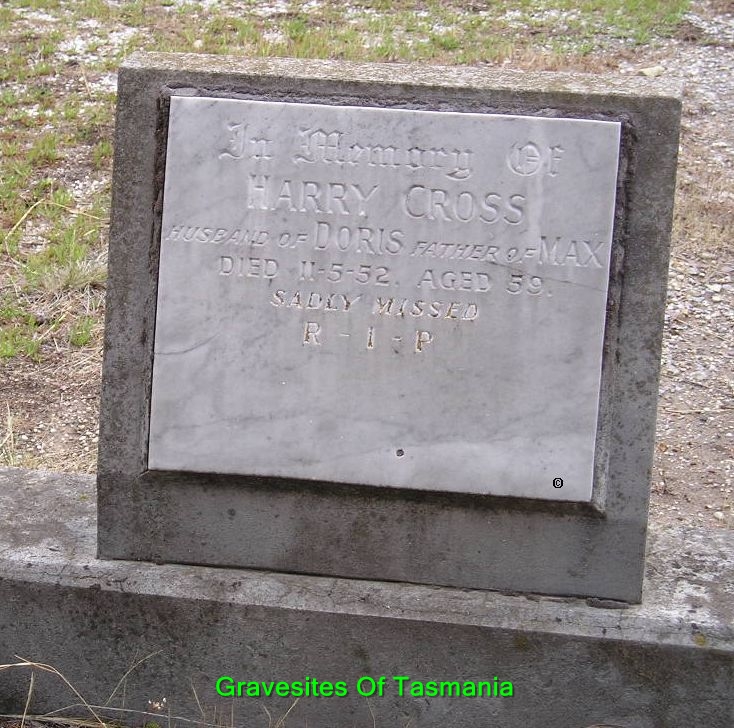 In Memory Of
HARRY CROSS
HUSBAND OF DORIS FATHER OF MAX
DIED 11-5-52. AGED 59.
SADLY MISSED
R - I - P
©
Gravesites Of Tasmania